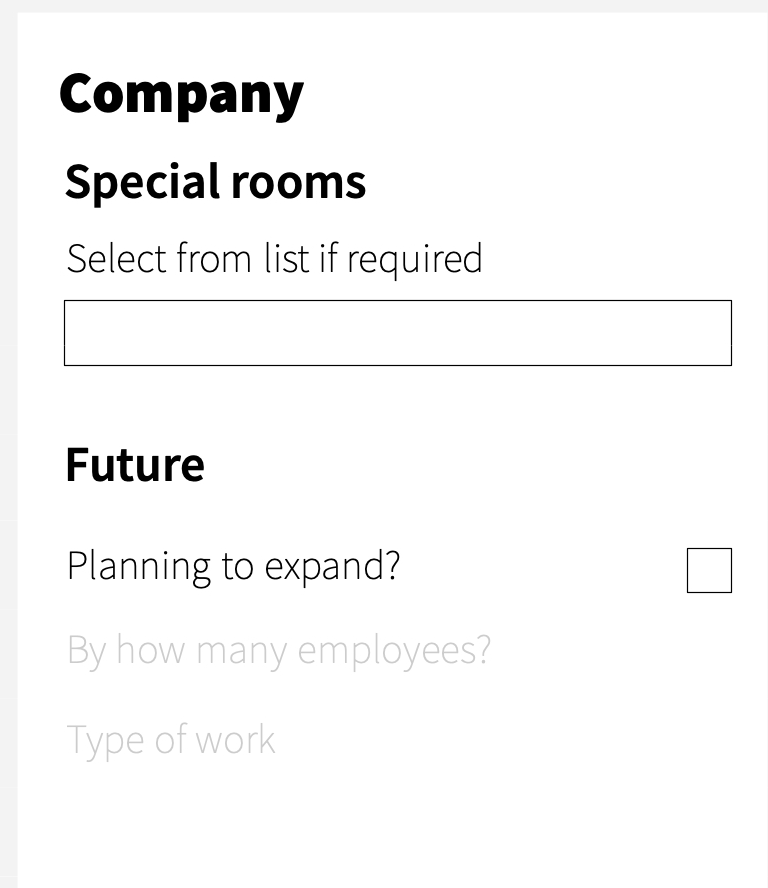 Company
Special rooms
Select from list if required
Future
Planning to expand?
By how many employees?
Type of work